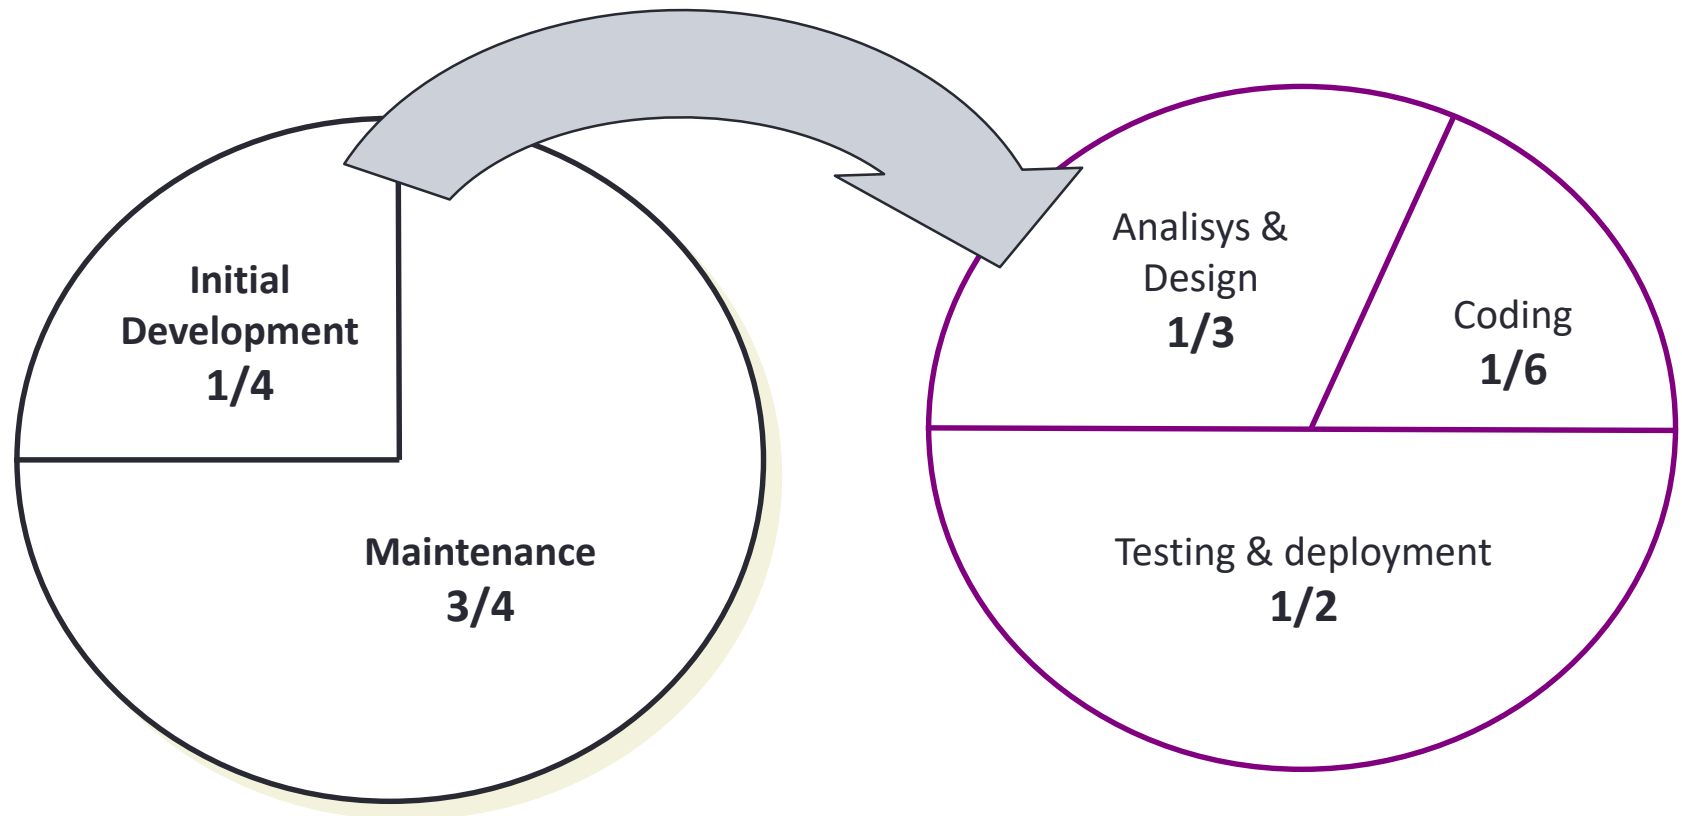 Initial
Development
1/4
Maintenance
3/4
Analisys &
Design
1/3
Coding
1/6
Testing & deployment
1/2